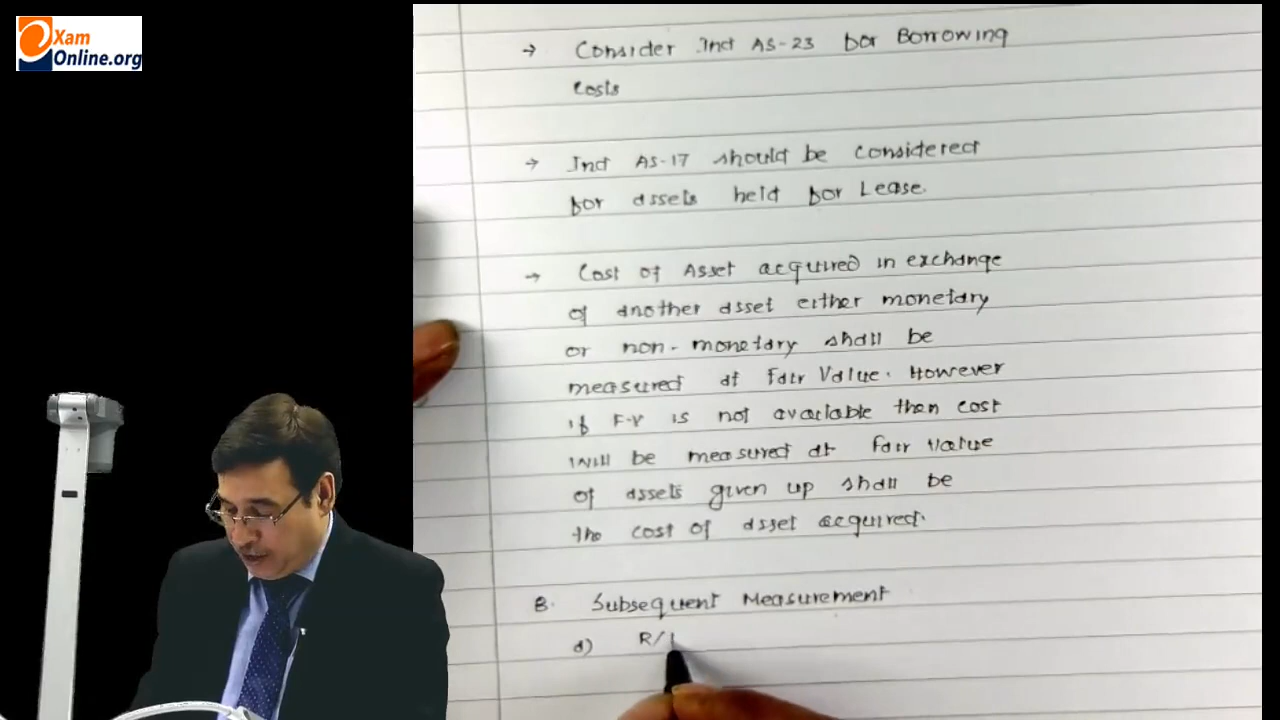 eXam
Online.org
→ Consider Ind AS-23 for Borrowing
costs
→ Ind AS-17 should be considered
for assets held for Lease.
→ Cost of Asset acquired in exchange
of another asset either monetary
or non-monetary shall be
measured at Fair Value. However
if F.V is not available then cost
will be measured at fair value
of assets given up shall be
the cost of asset acquired.
B. Subsequent Measurement
a) R/